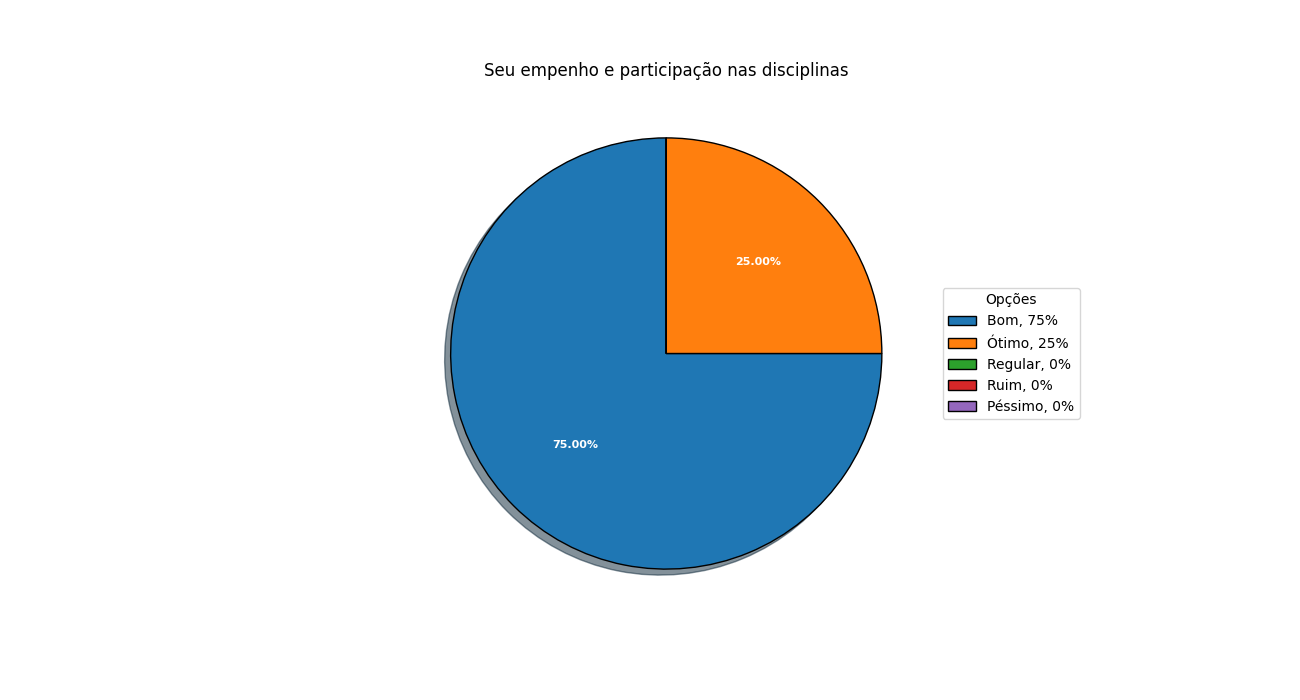 Seu empenho e participação nas disciplinas
25.00%
75.00%
Opções
Bom, 75%
Ótimo, 25%
Regular, 0%
Ruim, 0%
Péssimo, 0%